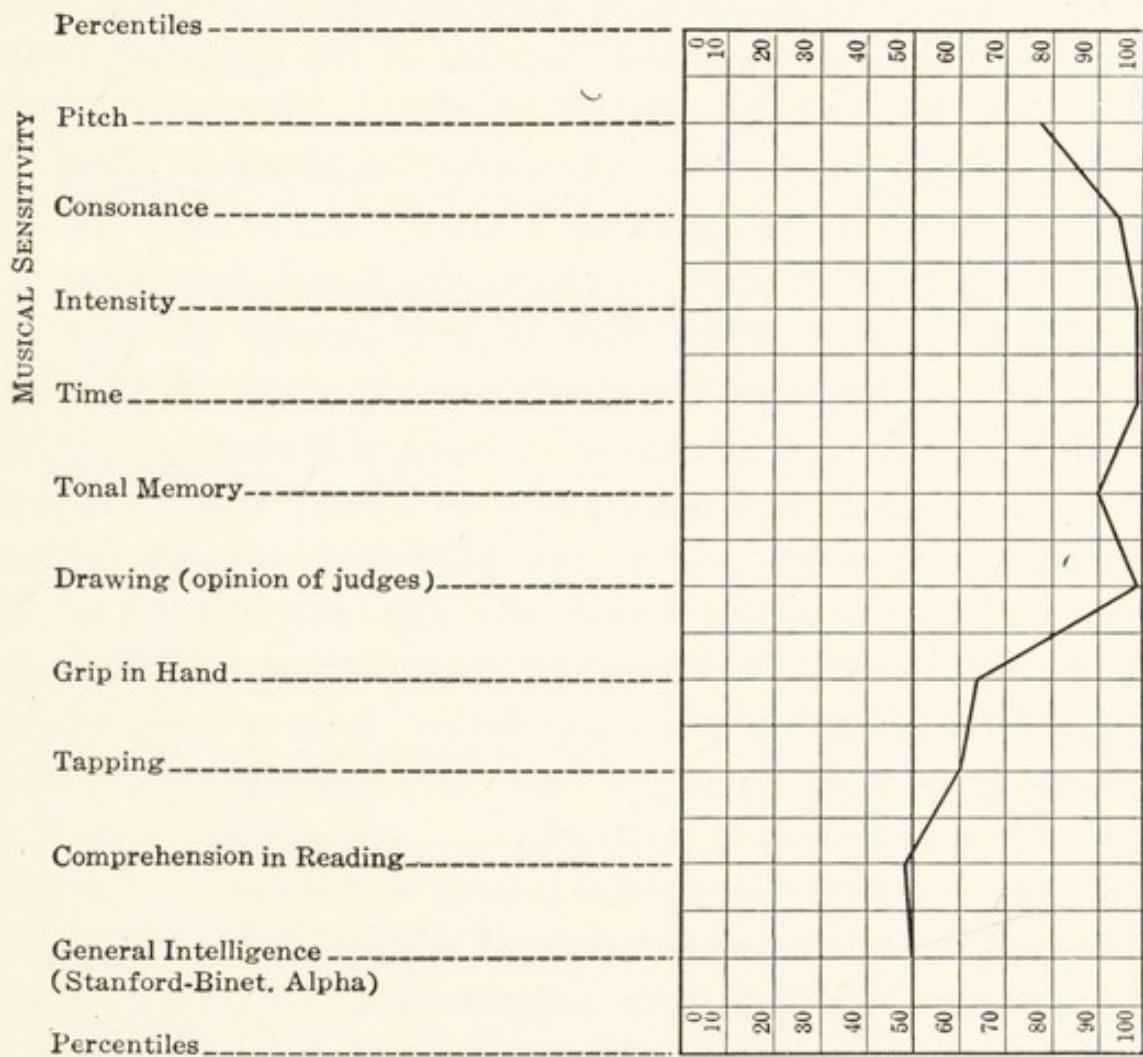 Percentiles
0 10 20 30 40 50 70 80 90 100
MUSICAL SENSITIVITY
Pitch
Consonance
Intensity
Time
Tonal Memory
Drawing (opinion of judges)
Grip in Hand
Tapping
Comprehension in Reading
General Intelligence
(Stanford-Binet. Alpha)
Percentiles
0 10 20 30 40 50 70 80 90 100